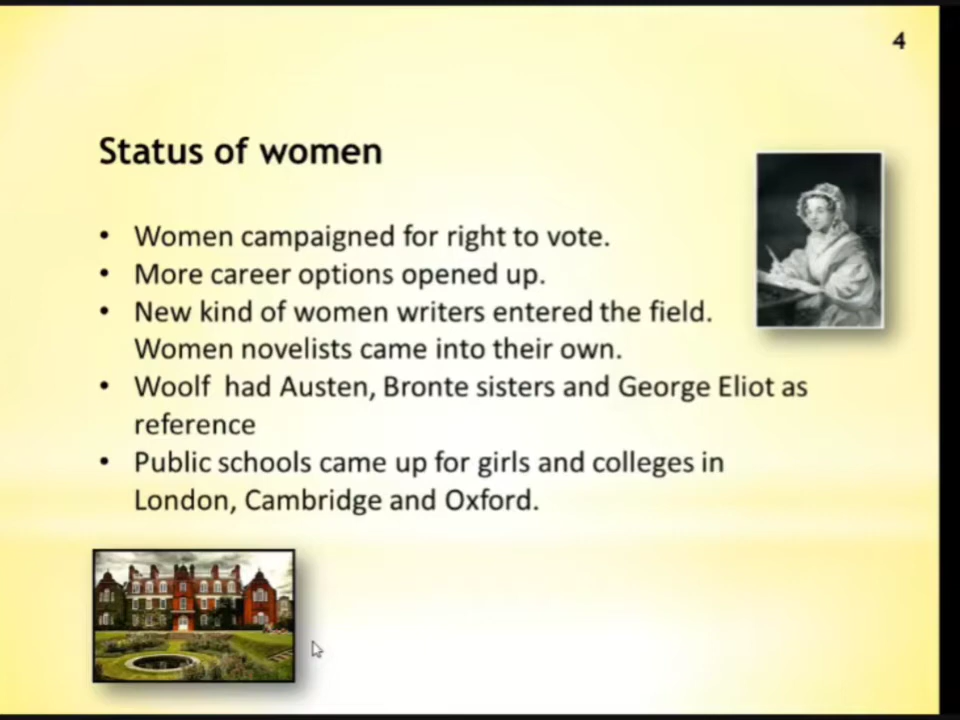 4
Status of women
• Women campaigned for right to vote.
• More career options opened up.
• New kind of women writers entered the field.
Women novelists came into their own.
• Woolf had Austen, Bronte sisters and George Eliot as
reference
• Public schools came up for girls and colleges in
London, Cambridge and Oxford.